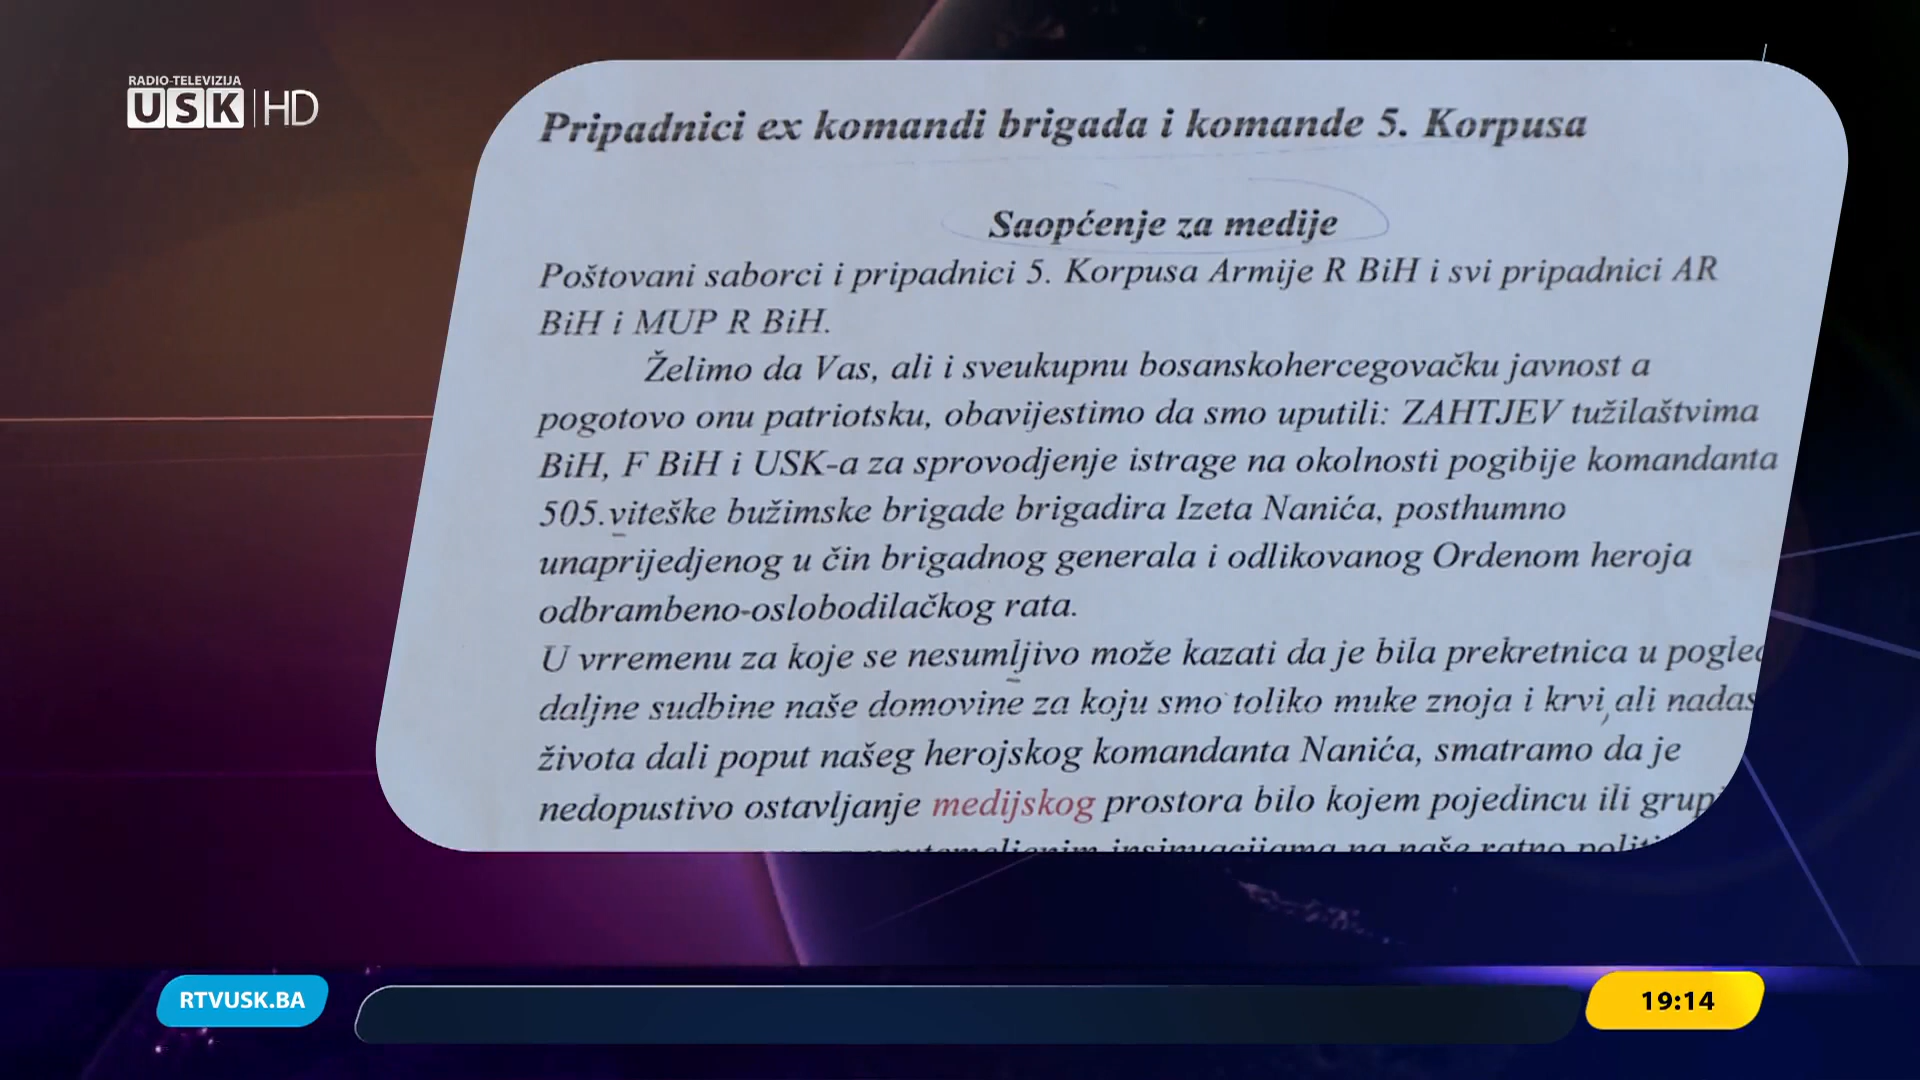 RADIO-TELEVIZIJA
USK HD
Pripadnici ex komandi brigada i komande 5. Korpusa
Saopćenje za medije
Poštovani saborci i pripadnici 5. Korpusa Armije R BiH i svi pripadnici AR
BiH i MUP R BiH.
Želimo da Vas, ali i sveukupnu bosanskohercegovačku javnost a
pogotovo onu patriotsku, obavijestimo da smo uputili: ZAHTJEV tužilaštvima
BiH, F BiH i USK-a za sprovodjenje istrage na okolnosti pogibije komandanta
505.viteške bužimske brigade brigadira Izeta Nanića, posthumno
unaprijedjenog u čin brigadnog generala i odlikovanog Ordenom heroja
odbrambeno-oslobodilačkog rata.
U vrremenu za koje se nesumljivo može kazati da je bila prekretnica u
daljne sudbine naše domovine za koju smo toliko muke znoja i krvi, ali
života dali poput našeg herojskog komandanta Nanića, smatramo da je
nedopustivo ostavljanje medijskog prostora bilo kojem pojedincu ili
insinuacijama na naše ratno
RTVUSK.BA
19:14